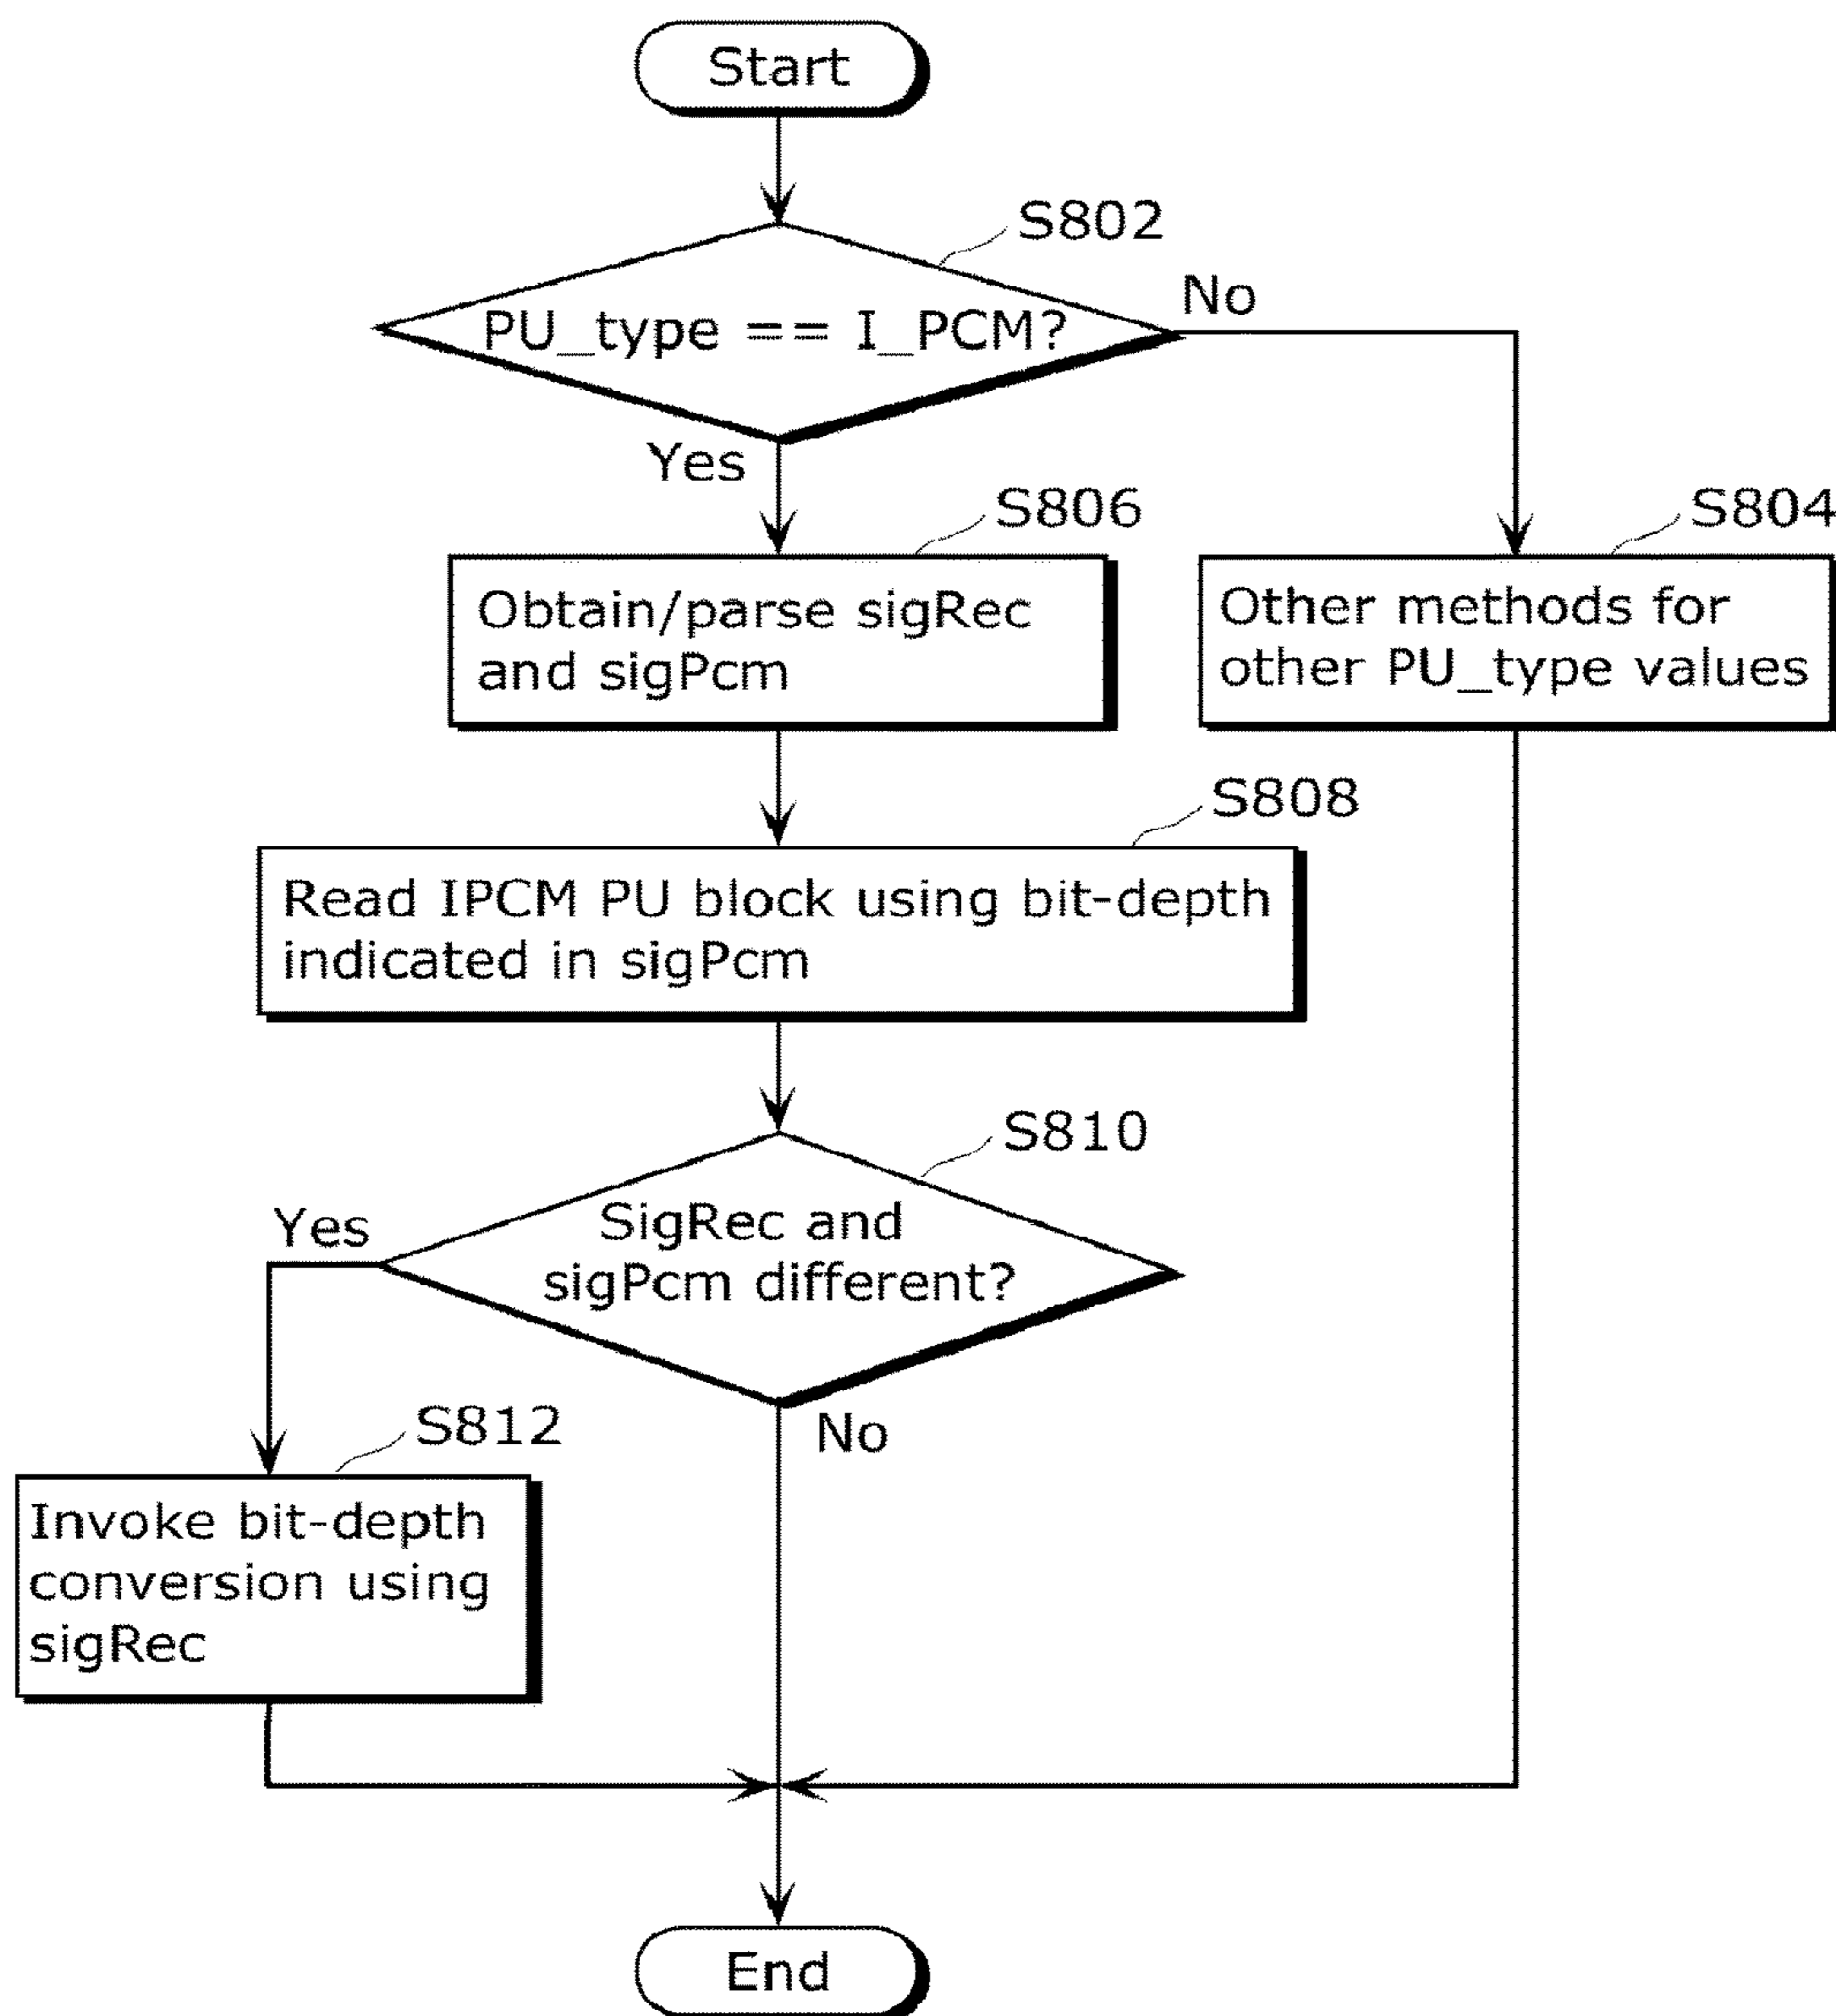 Start
S802
PU_type == I_PCM?
No
Yes
S806
S804
Obtain/parse sigRec
and sigPcm
Other methods for
other PU_type values
S808
Read IPCM PU block using bit-depth
indicated in sigPcm
S810
SigRec and
sigPcm different?
Yes
No
S812
Invoke bit-depth
conversion using
sigRec
End